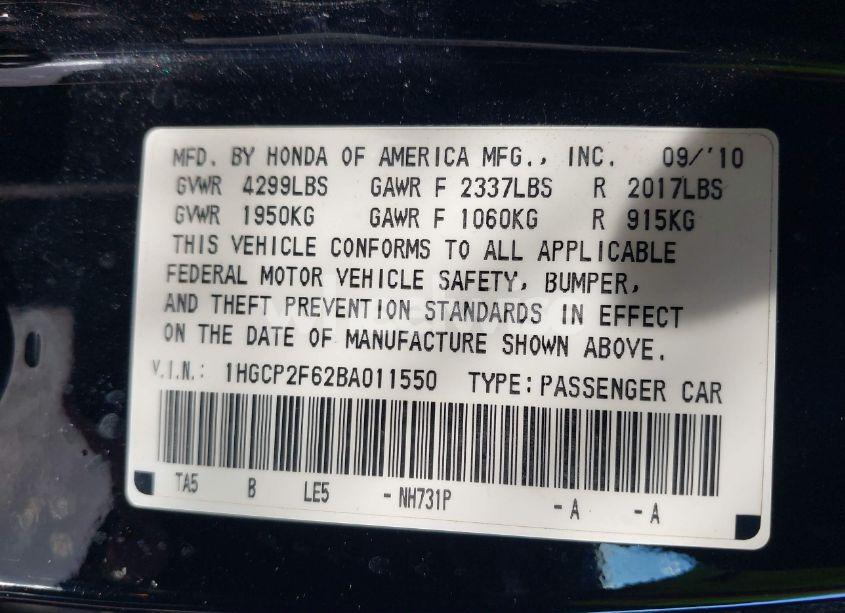 MFD. BY HONDA OF AMERICA MFG., INC. 09/'10
GVWR 4299LBS GAWR F 2337LBS R 2017LBS
GVWR 1950KG GAWR F 1060KG R 915KG
THIS VEHICLE CONFORMS TO ALL APPLICABLE
FEDERAL MOTOR VEHICLE SAFETY, BUMPER,
AND THEFT PREVENTION STANDARDS IN EFFECT
ON THE DATE OF MANUFACTURE SHOWN ABOVE.
V.I.N.: 1HGCP2F62BA011550 TYPE: PASSENGER CAR
TA5 B LE5 - NH731P - A - A